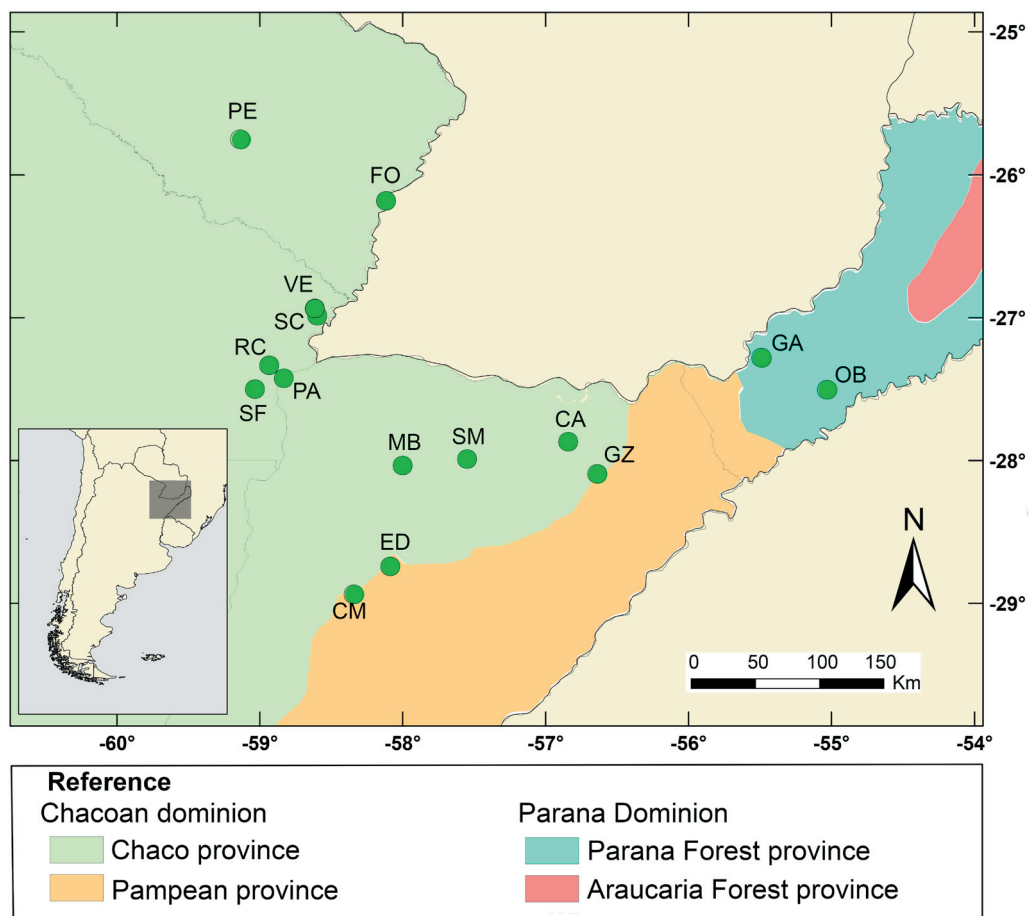 -25°
PE
FO
-26°
VE
SC
-27°
RC
GA
PA
OB
SF
CA
SM
MB
GZ
-28°
N
ED
CM
-29°
0 50 100 150
Km
-60° -59° -58° -57° -56° -55° -54°
Reference
Chacoan dominion Parana Dominion
Chaco province Parana Forest province
Pampean province Araucaria Forest province